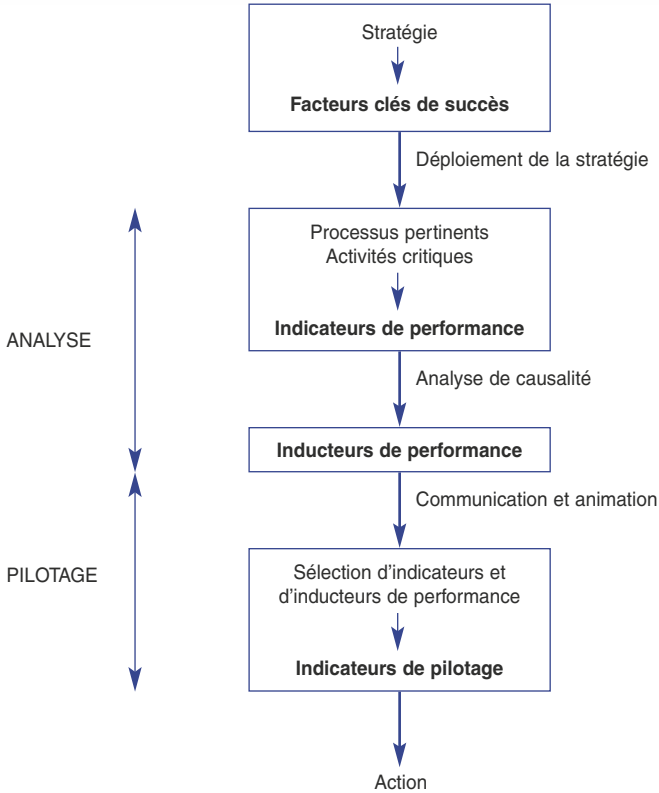 Stratégie
Facteurs clés de succès
Déploiement de la stratégie
Processus pertinents
Activités critiques
Indicateurs de performance
ANALYSE
Analyse de causalité
Inducteurs de performance
Communication et animation
PILOTAGE
Sélection d'indicateurs et
d'inducteurs de performance
Indicateurs de pilotage
Action